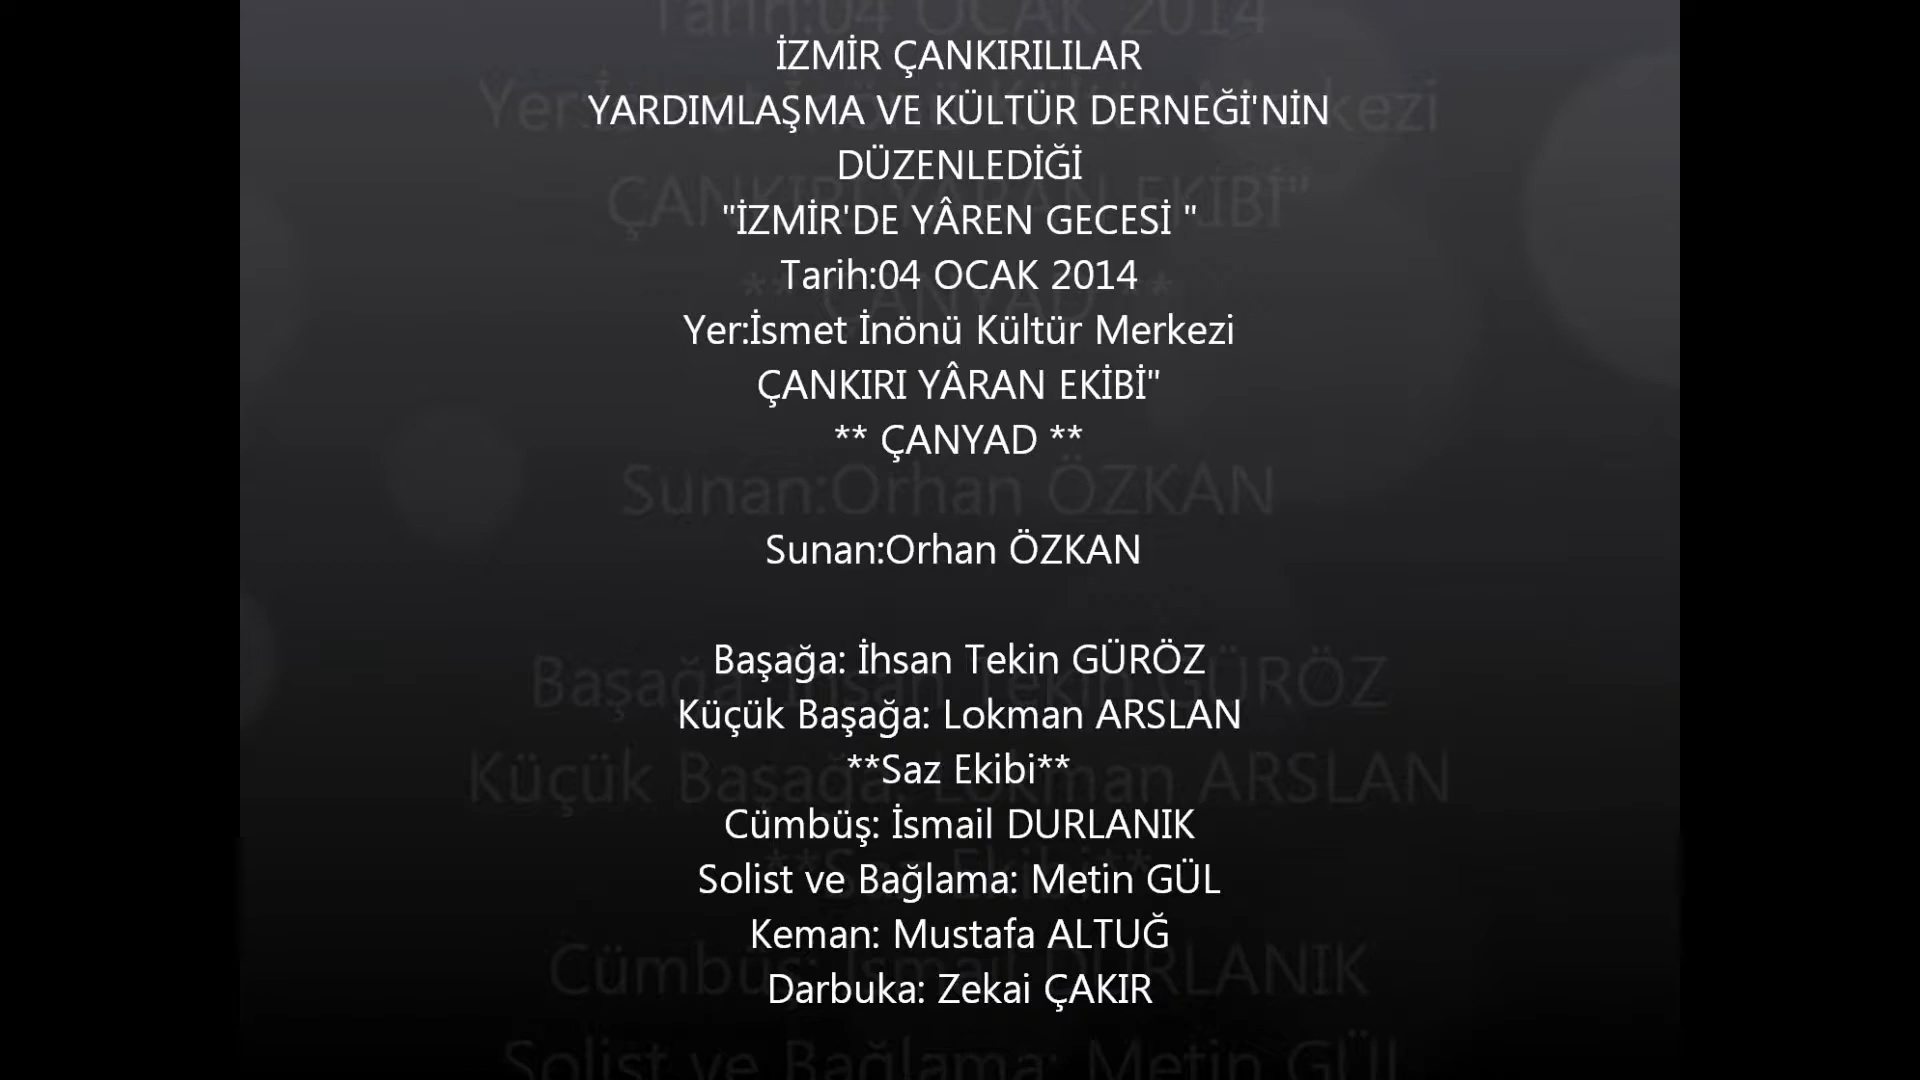 İZMİR ÇANKIRILILAR
YARDIMLAŞMA VE KÜLTÜR DERNEĞİ'NİN
DÜZENLEDİĞİ
"İZMİR'DE YÂREN GECESİ "
Tarih:04 OCAK 2014
Yer:İsmet İnönü Kültür Merkezi
ÇANKIRI YÂRAN EKİBİ"
** ÇANYAD **
Sunan:Orhan ÖZKAN
Başağa: İhsan Tekin GÜRÖZ
Küçük Başağa: Lokman ARSLAN
**Saz Ekibi**
Cümbüş: İsmail DURLANIK
Solist ve Bağlama: Metin GÜL
Keman: Mustafa ALTUĞ
Darbuka: Zekai ÇAKIR